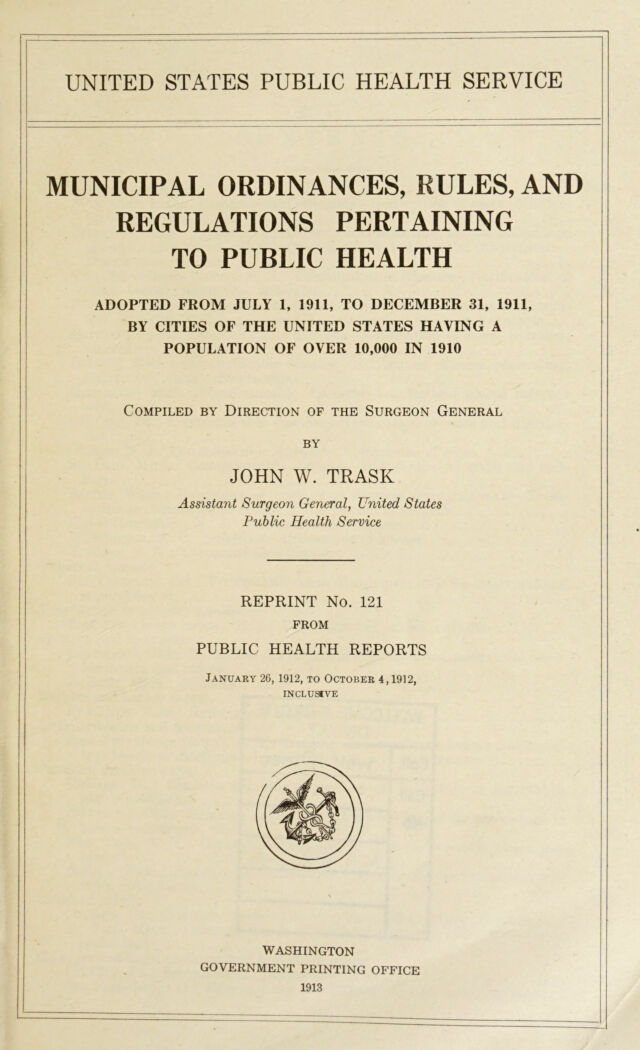 UNITED STATES PUBLIC HEALTH SERVICE
MUNICIPAL ORDINANCES, RULES, AND
REGULATIONS PERTAINING
TO PUBLIC HEALTH
ADOPTED FROM JULY 1, 1911, TO DECEMBER 31, 1911,
BY CITIES OF THE UNITED STATES HAVING A
POPULATION OF OVER 10,000 IN 1910
COMPILED BY DIRECTION OF THE SURGEON GENERAL
BY
JOHN W. TRASK
Assistant Surgeon General, United States
Public Health Service
REPRINT No. 121
FROM
PUBLIC HEALTH REPORTS
JANUARY 26, 1912, TO OCTOBER 4, 1912,
INCLUSIVE
WASHINGTON
GOVERNMENT PRINTING OFFICE
1913